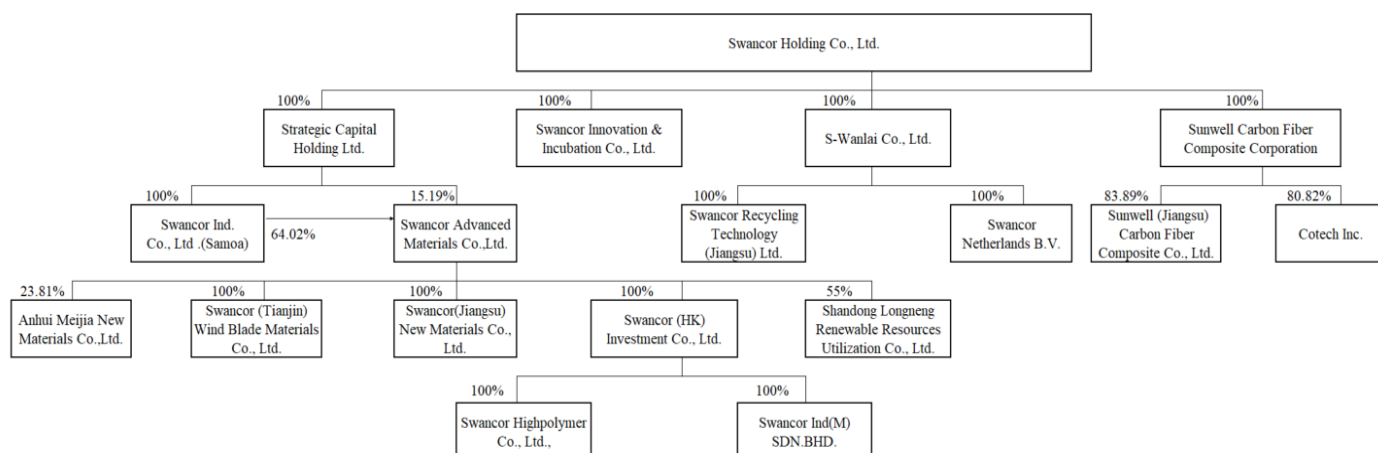 Swancor Holding Co., Ltd.
100%
100%
100%
100%
Strategic Capital
Holding Ltd.
Swancor Innovation &
Incubation Co., Ltd.
S-Wanlai Co., Ltd.
Sunwell Carbon Fiber
Composite Corporation
100%
15.19%
100%
100%
83.89%
80.82%
Swancor Ind.
Co., Ltd .(Samoa)
64.02%
Swancor Advanced
Materials Co.,Ltd.
Swancor Recycling
Technology
(Jiangsu) Ltd.
Swancor
Netherlands B.V.
Sunwell (Jiangsu)
Carbon Fiber
Composite Co., Ltd.
Cotech Inc.
23.81%
100%
100%
100%
55%
Anhui Meijia New
Materials Co.,Ltd.
Swancor (Tianjin)
Wind Blade Materials
Co., Ltd.
Swancor(Jiangsu)
New Materials Co.,
Ltd.
Swancor (HK)
Investment Co., Ltd.
Shandong Longneng
Renewable Resources
Utilization Co., Ltd.
100%
100%
Swancor Highpolymer
Co., Ltd.,
Swancor Ind(M)
SDN.BHD.